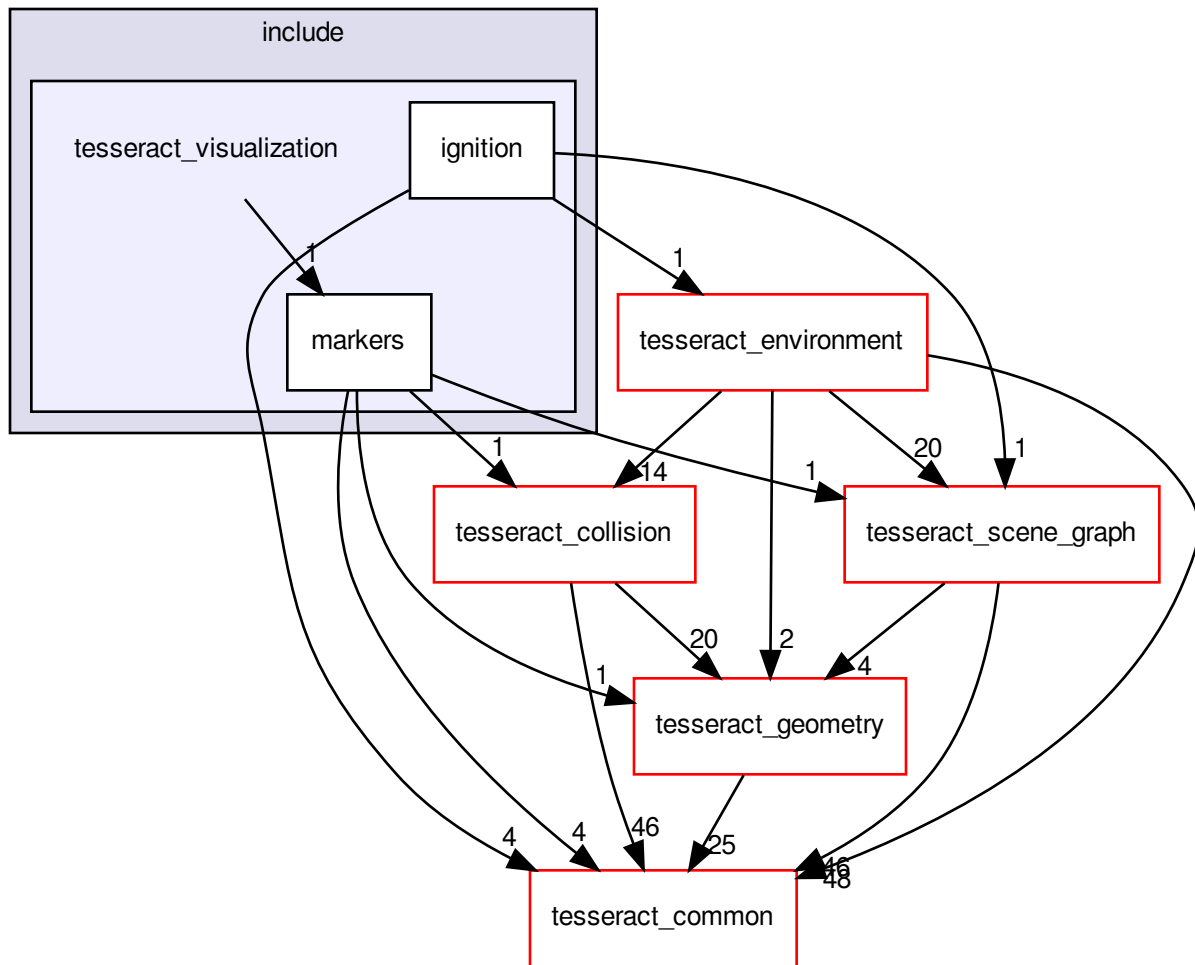 include
tesseract_visualization
ignition
1
1
markers
tesseract_environment
1
14
20
1
1
tesseract_collision
tesseract_scene_graph
20
2
4
1
tesseract_geometry
4
4
46
25
46
48
tesseract_common